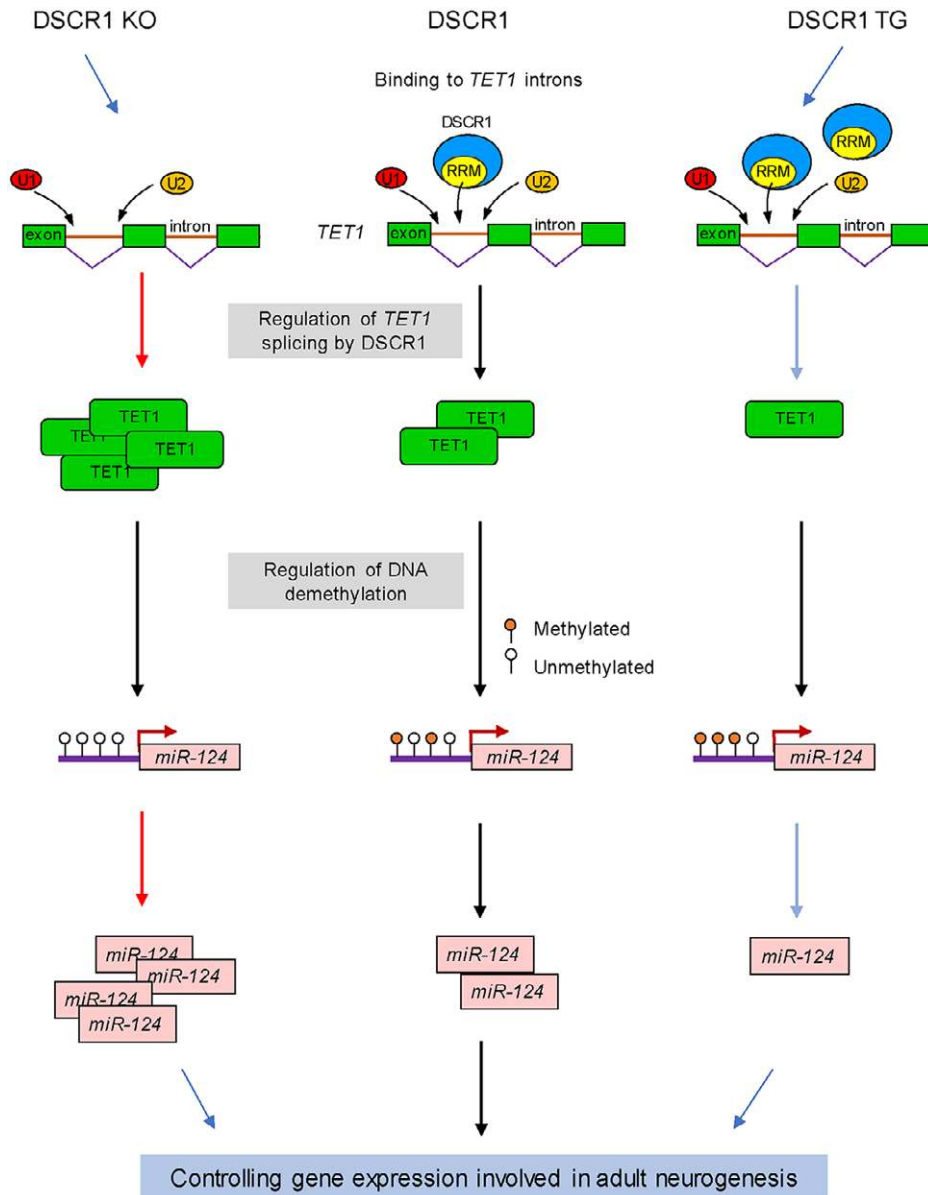 DSCR1 KO
DSCR1
DSCR1 TG
Binding to TET1 introns
DSCR1
RRM
RRM
RRM
U1
U2
U1
U2
U1
U2
exon
intron
TET1
exon
intron
exon
intron
Regulation of TET1
splicing by DSCR1
TET1
TET1
TET1
TET1
TET1
TET1
TET1
Regulation of DNA
demethylation
Methylated
Unmethylated
miR-124
miR-124
miR-124
miR-124
miR-124
miR-124
miR-124
miR-124
miR-124
miR-124
Controlling gene expression involved in adult neurogenesis